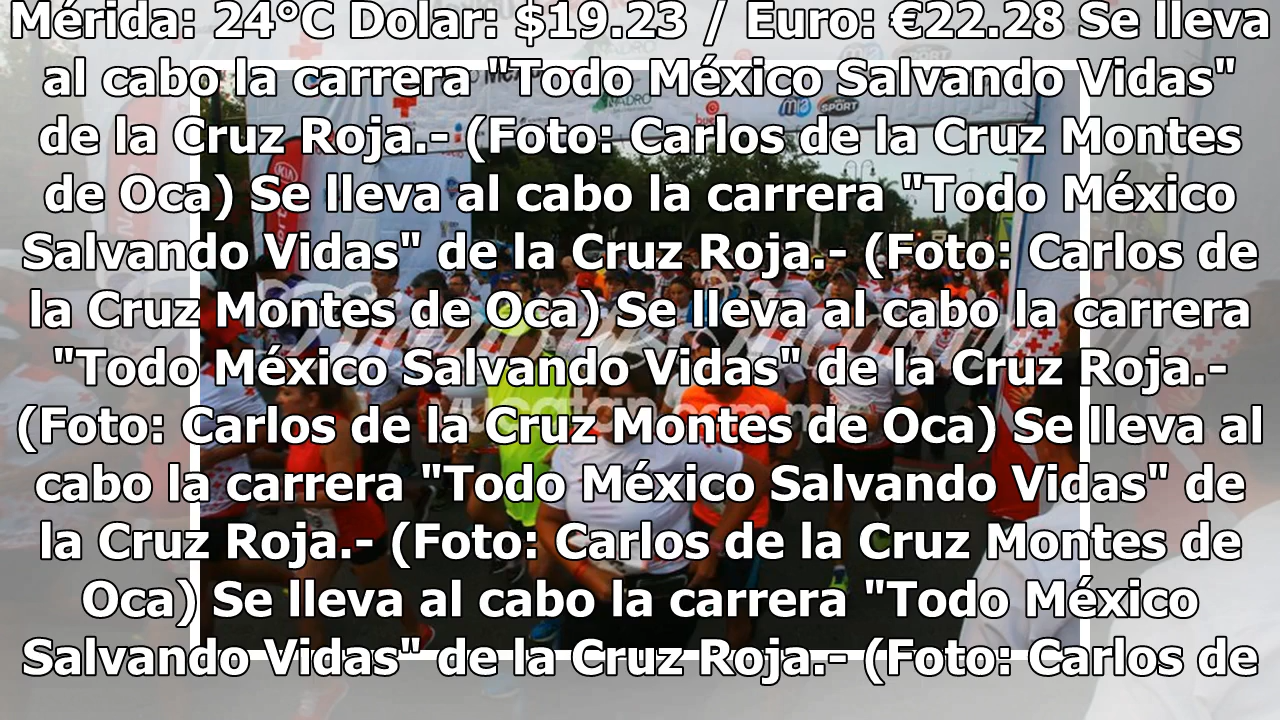 Mérida: 24°C Dolar: $19.23 / Euro: €22.28 Se lleva
al cabo la carrera "Todo México Salvando Vidas"
de la Cruz Roja.- (Foto: Carlos de la Cruz Montes
de Oca) Se lleva al cabo la carrera "Todo México
Salvando Vidas" de la Cruz Roja.- (Foto: Carlos de
la Cruz Montes de Oca) Se lleva al cabo la carrera
"Todo México Salvando Vidas" de la Cruz Roja.-
(Foto: Carlos de la Cruz Montes de Oca) Se lleva al
cabo la carrera "Todo México Salvando Vidas" de
la Cruz Roja.- (Foto: Carlos de la Cruz Montes de
Oca) Se lleva al cabo la carrera "Todo México
Salvando Vidas" de la Cruz Roja.- (Foto: Carlos de
NADRO
mia
SPORT
KIA